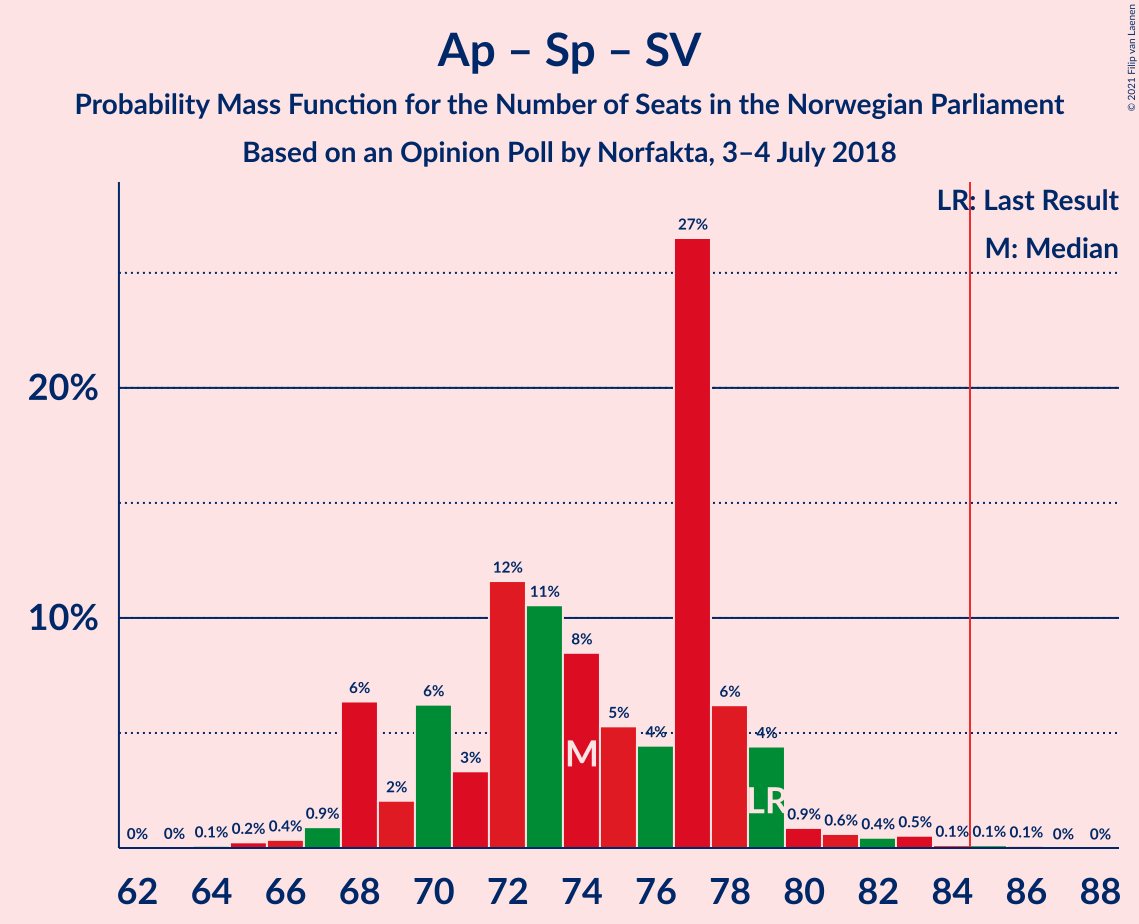 Ap – Sp – SV
Probability Mass Function for the Number of Seats in the Norwegian Parliament
Based on an Opinion Poll by Norfakta, 3–4 July 2018
© 2021 Filip van Laenen
LR: Last Result
M: Median
20%
10%
0% 0% 0.1% 0.2% 0.4% 0.9% 6% 2% 6% 3% 12% 11% 8% 5% 4% 27% 6% 4% 0.9% 0.6% 0.4% 0.5% 0.1% 0.1% 0.1% 0% 0%
M
LR
62 64 66 68 70 72 74 76 78 80 82 84 86 88